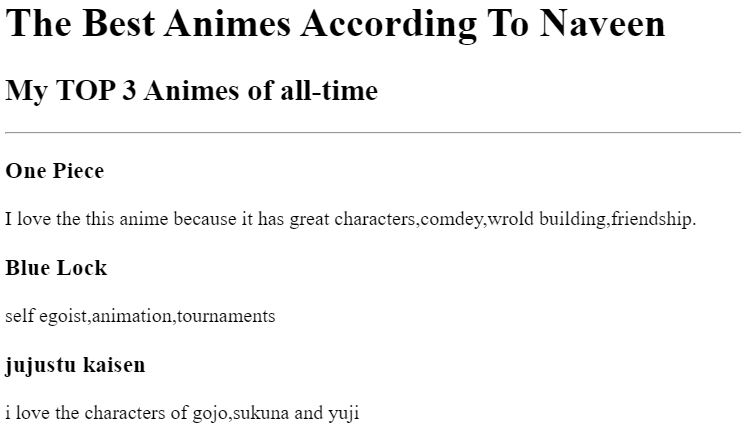 The Best Animes According To Naveen
My TOP 3 Animes of all-time
One Piece
I love the this anime because it has great characters,comdey,wrold building,friendship.
Blue Lock
self egoist,animation,tournaments
jujustu kaisen
i love the characters of gojo,sukuna and yuji